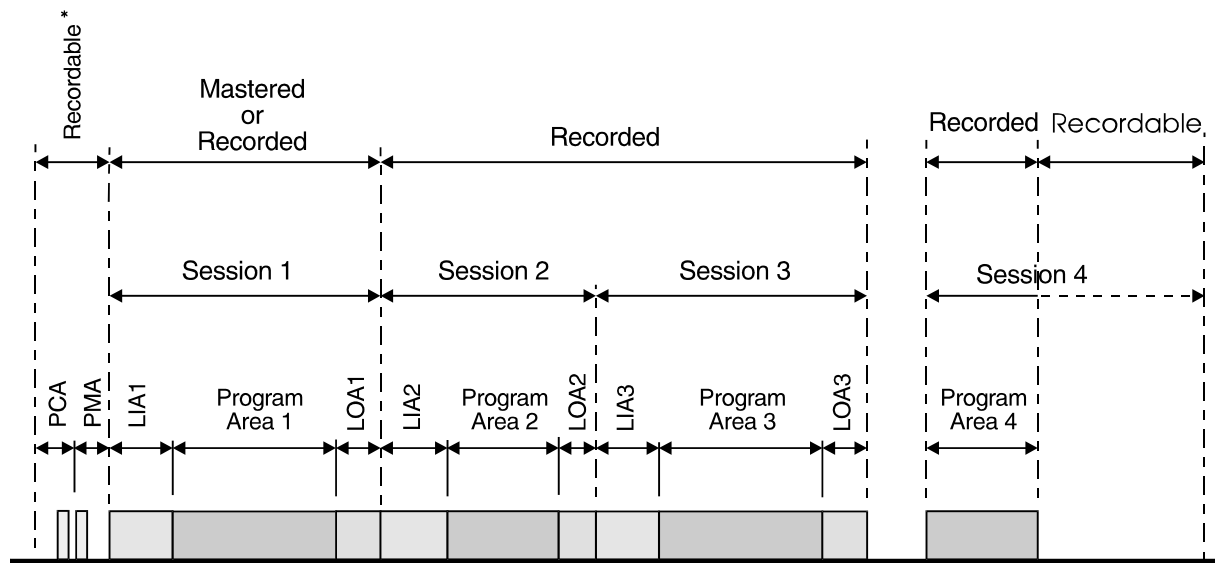 Recordable*
Mastered
or
Recorded
Recorded
Recorded
Recordable
Session 1
Session 2
Session 3
Session 4
PCA
PMA
LIA1
Program
Area 1
LOA1
LIA2
Program
Area 2
LOA2
LIA3
Program
Area 3
LOA3
Program
Area 4